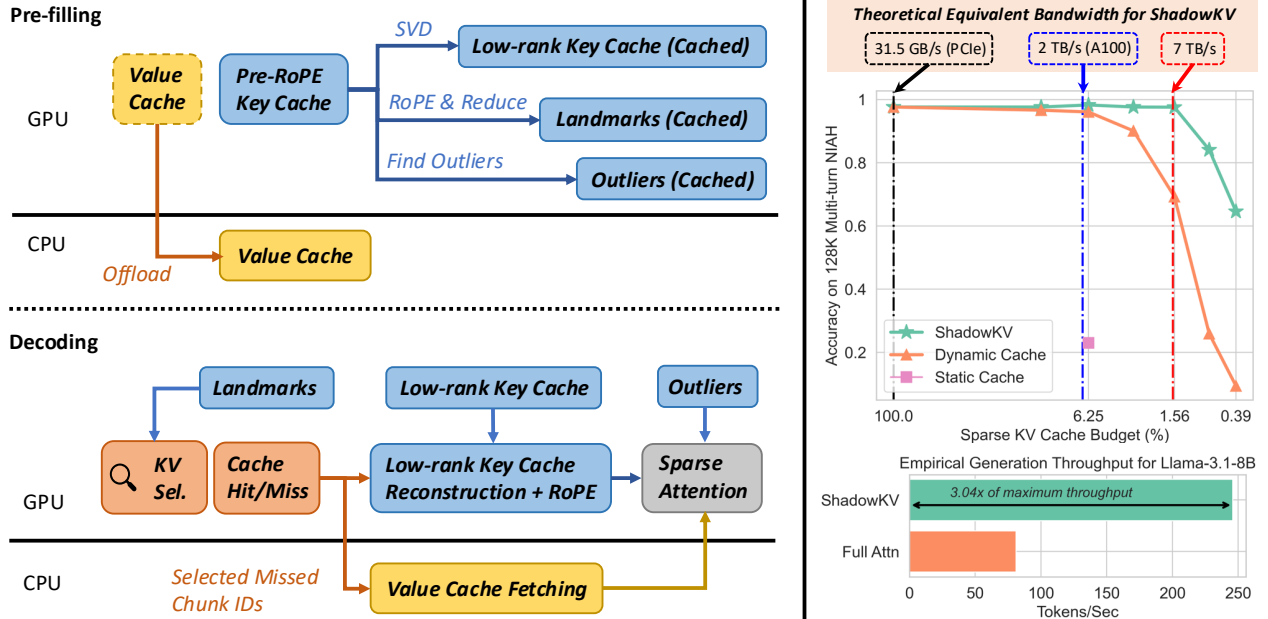 Pre-filling
GPU
Value
Cache
Pre-RoPE
Key Cache
SVD
Low-rank Key Cache (Cached)
RoPE & Reduce
Landmarks (Cached)
Find Outliers
Outliers (Cached)
CPU
Offload
Value Cache
Decoding
Landmarks
Low-rank Key Cache
Outliers
KV
Sel.
Cache
Hit/Miss
Low-rank Key Cache
Reconstruction + RoPE
Sparse
Attention
GPU
CPU
Selected Missed
Chunk IDs
Value Cache Fetching
Theoretical Equivalent Bandwidth for ShadowKV
31.5 GB/s (PCIe)
2 TB/s (A100)
7 TB/s
Accuracy on 128K Multi-turn NIAH
1
0.8
0.6
0.4
0.2
ShadowKV
Dynamic Cache
Static Cache
100.0 6.25 1.56 0.39
Sparse KV Cache Budget (%)
Empirical Generation Throughput for Llama-3.1-8B
ShadowKV
3.04x of maximum throughput
Full Attn
0 50 100 150 200 250
Tokens/Sec